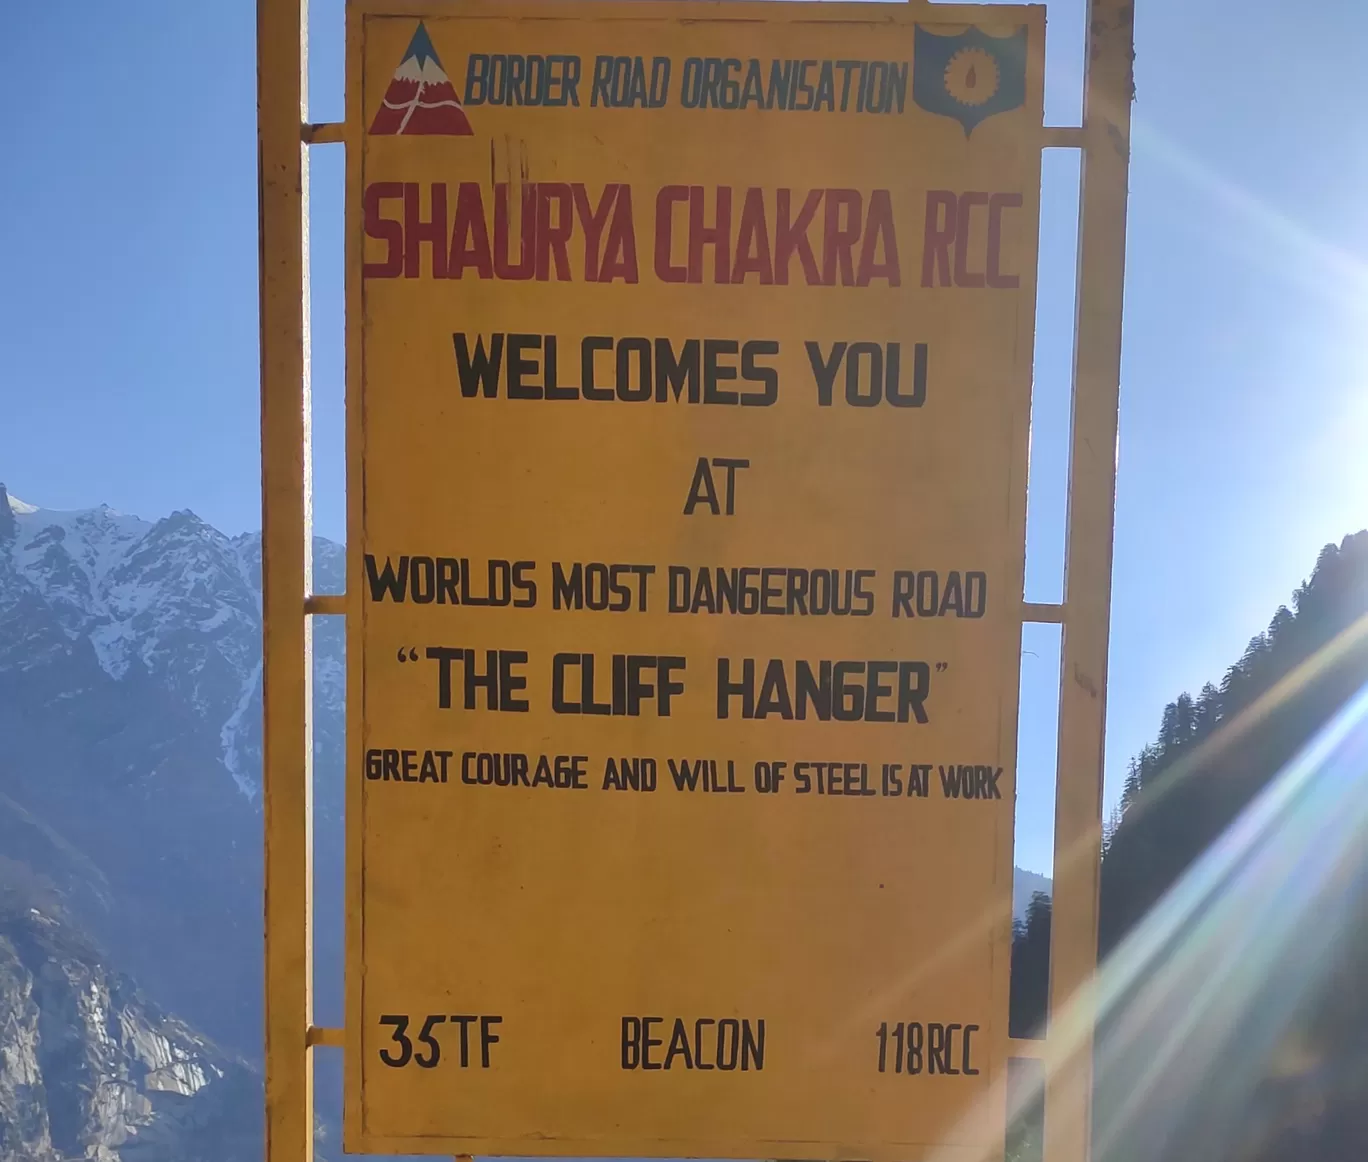 BORDER ROAD ORGANISATION
SHAURYA CHAKRA RCC
WELCOMES YOU
AT
WORLDS MOST DANGEROUS ROAD
“THE CLIFF HANGER”
GREAT COURAGE AND WILL OF STEEL IS AT WORK
35TF BEACON 118RCC